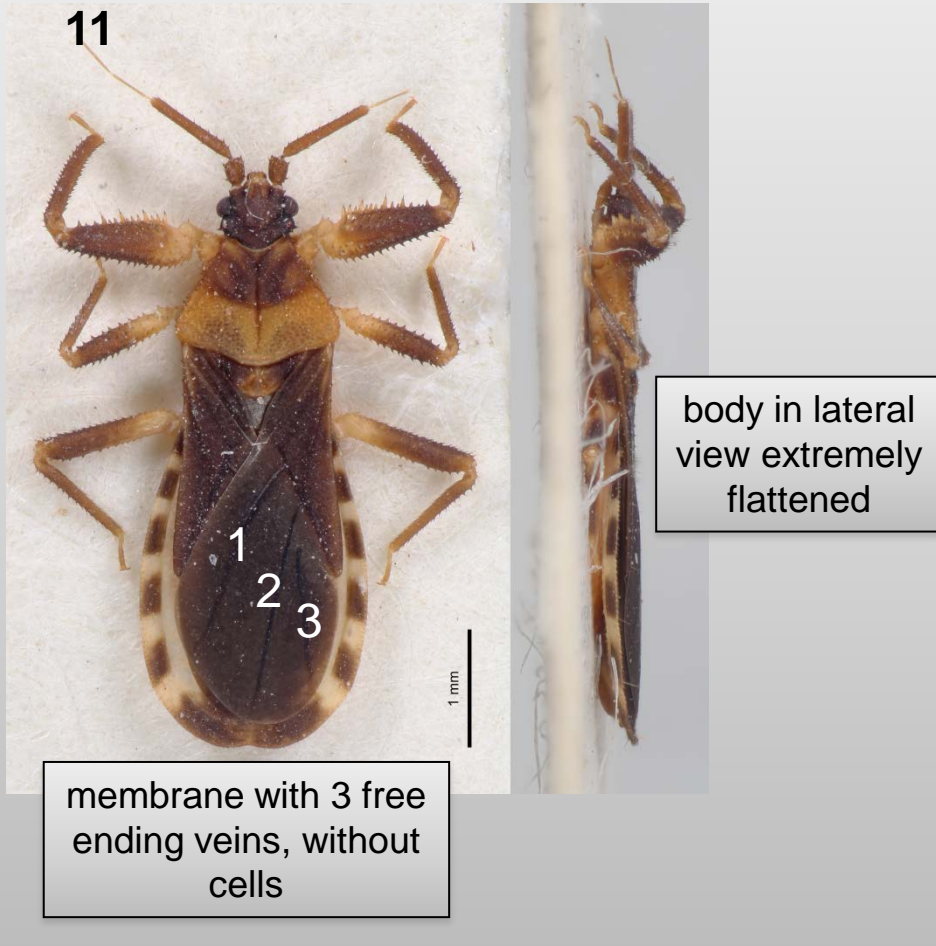 11
1
2
3
1 mm
body in lateral
view extremely
flattened
membrane with 3 free
ending veins, without
cells